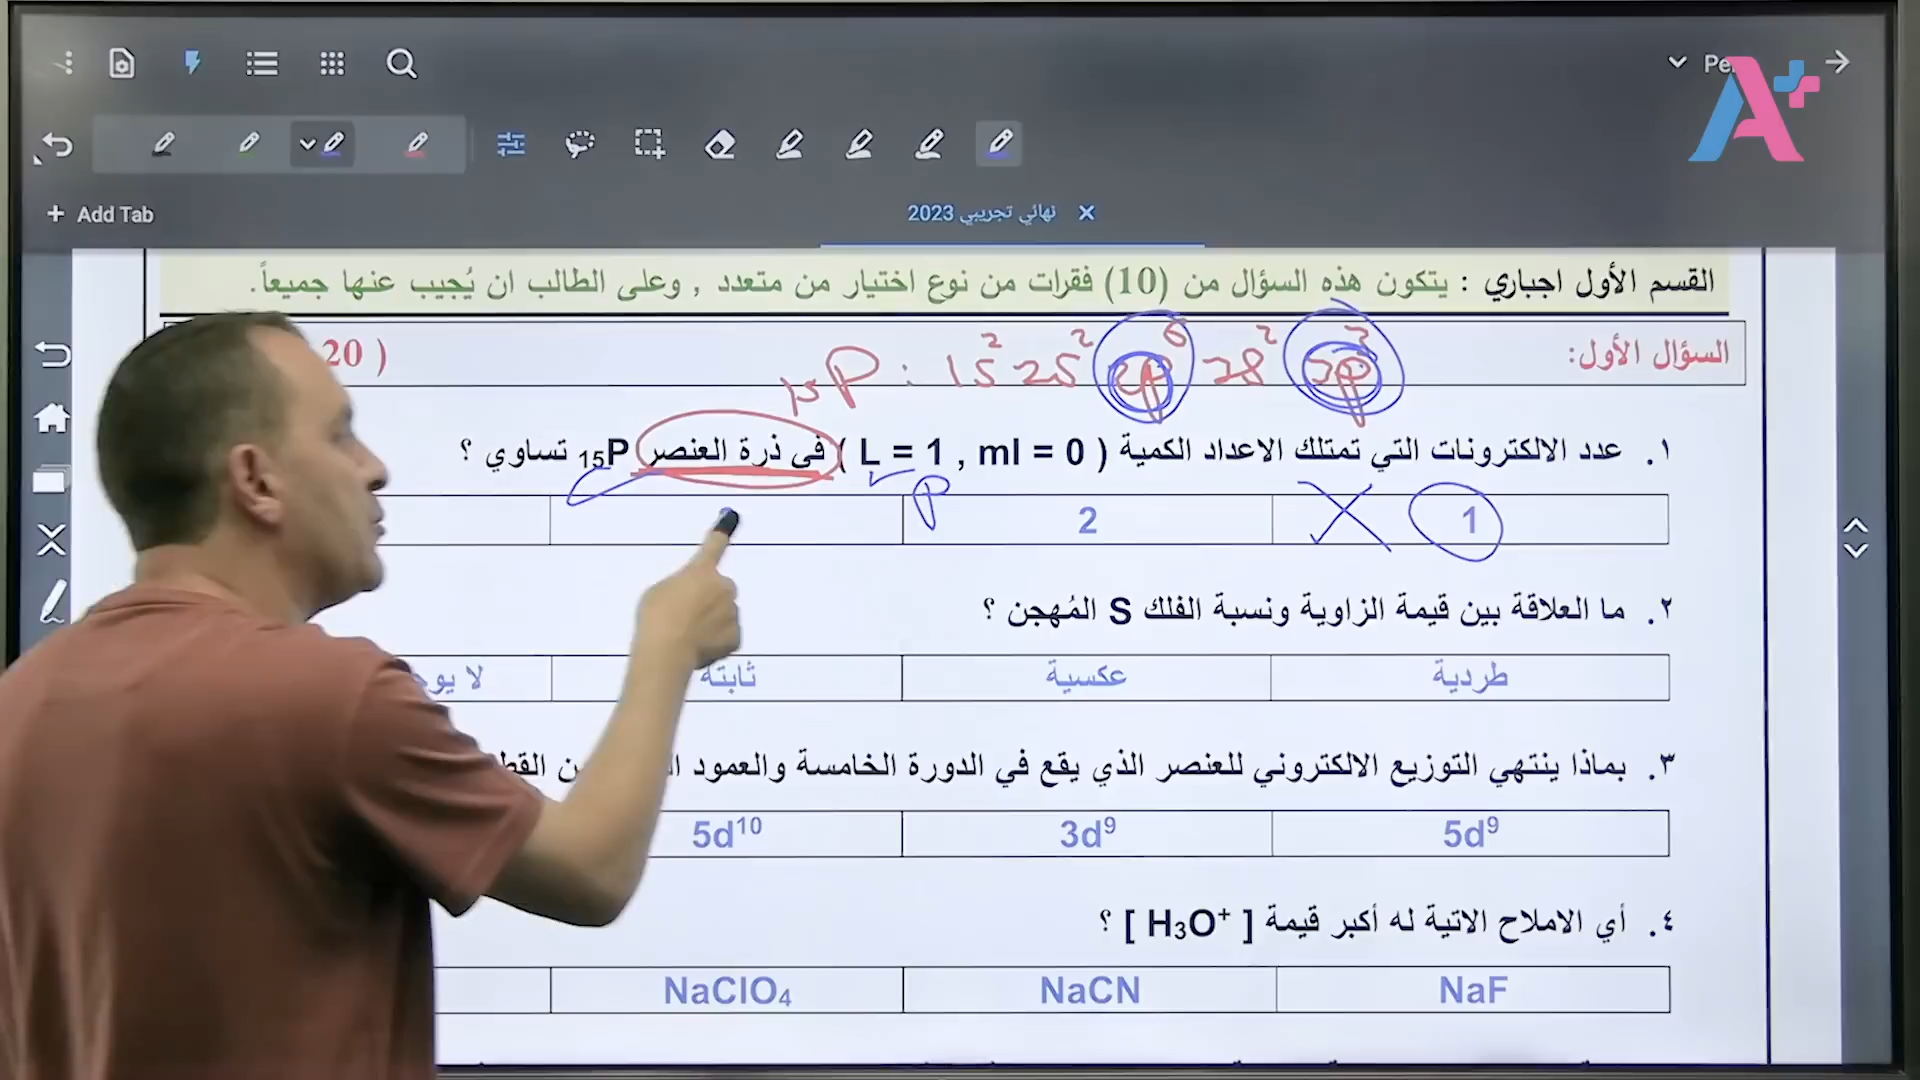 Pe
A+
+ Add Tab
نهائي تجريبي 2023 ×
القسم الأول اجباري : يتكون هذه السؤال من (10) فقرات من نوع اختيار من متعدد , وعلى الطالب ان يُجيب عنها جميعاً.
السؤال الأول:
20 )
15P : 1s² 2s² 2p⁶ 3s² 3p³
١. عدد الالكترونات التي تمتلك الاعداد الكمية ( L = 1 , ml = 0 ) في ذرة العنصر 15P تساوي ؟
P
1
2
٢. ما العلاقة بين قيمة الزاوية ونسبة الفلك S المُهجن ؟
طردية
عكسية
ثابتة
لا
٣. بماذا ينتهي التوزيع الالكتروني للعنصر الذي يقع في الدورة الخامسة والعمود
5d⁹
3d⁹
5d¹⁰
٤. أي الاملاح الاتية له أكبر قيمة [ H₃O⁺ ] ؟
NaF
NaCN
NaClO₄